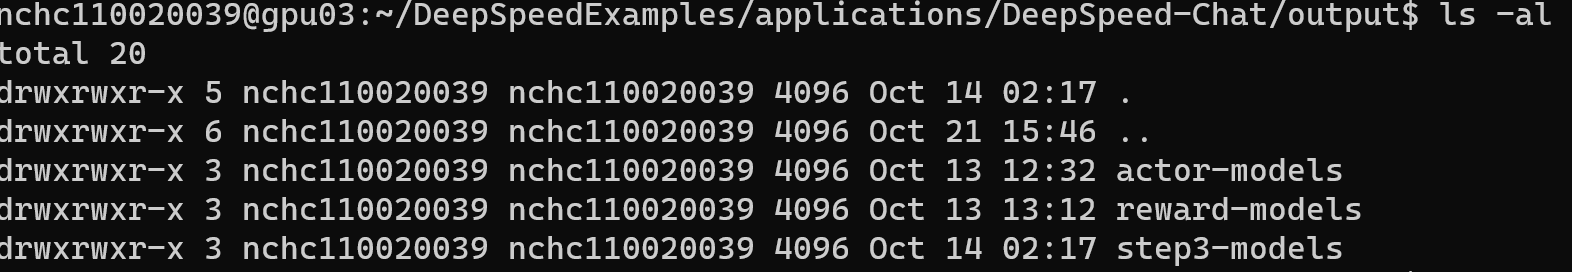 nchc110020039@gpu03:~/DeepSpeedExamples/applications/DeepSpeed-Chat/output$ ls -al
total 20
drwxrwxr-x 5 nchc110020039 nchc110020039 4096 Oct 14 02:17 .
drwxrwxr-x 6 nchc110020039 nchc110020039 4096 Oct 21 15:46 ..
drwxrwxr-x 3 nchc110020039 nchc110020039 4096 Oct 13 12:32 actor-models
drwxrwxr-x 3 nchc110020039 nchc110020039 4096 Oct 13 13:12 reward-models
drwxrwxr-x 3 nchc110020039 nchc110020039 4096 Oct 14 02:17 step3-models